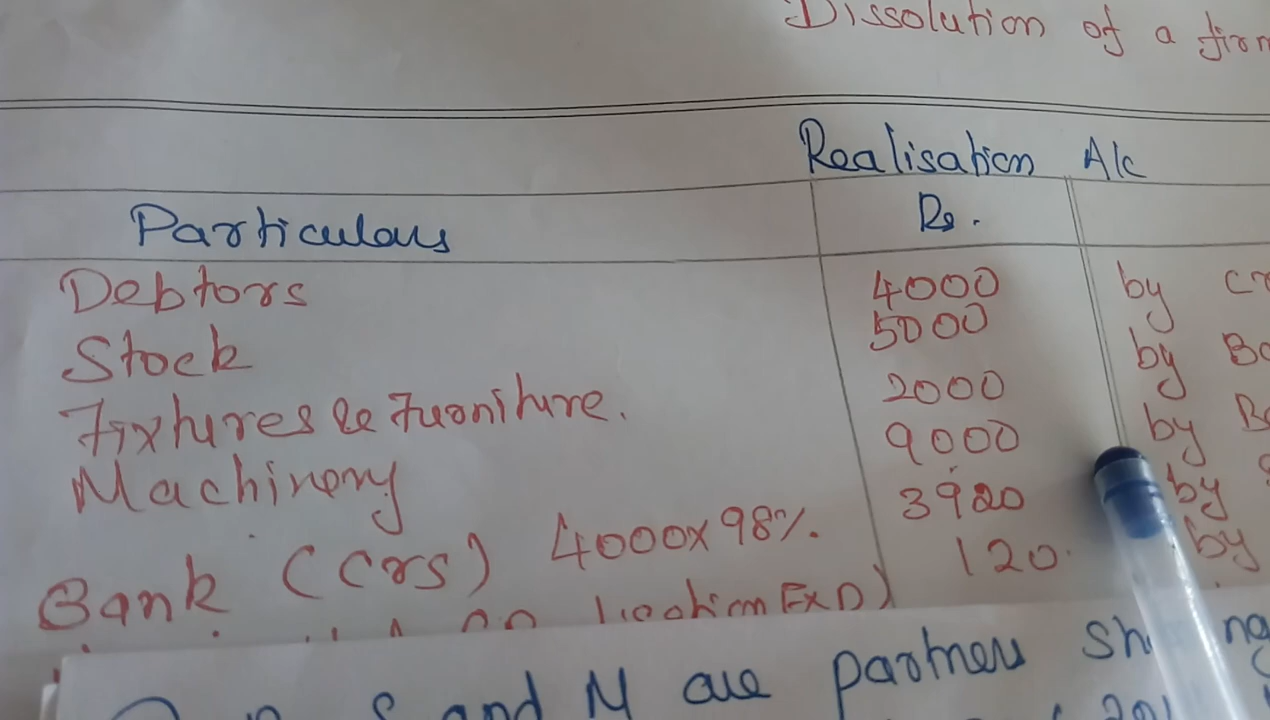 Dissolution of a firm
Realisation A/c
Particulars Rs.
Debtors 4000 by
Stock 5000 by
Fixtures & Furniture. 2000 by
Machinery 9000 by
Bank (Crs) 4000x98%. 3920 by
120
S and M are partners